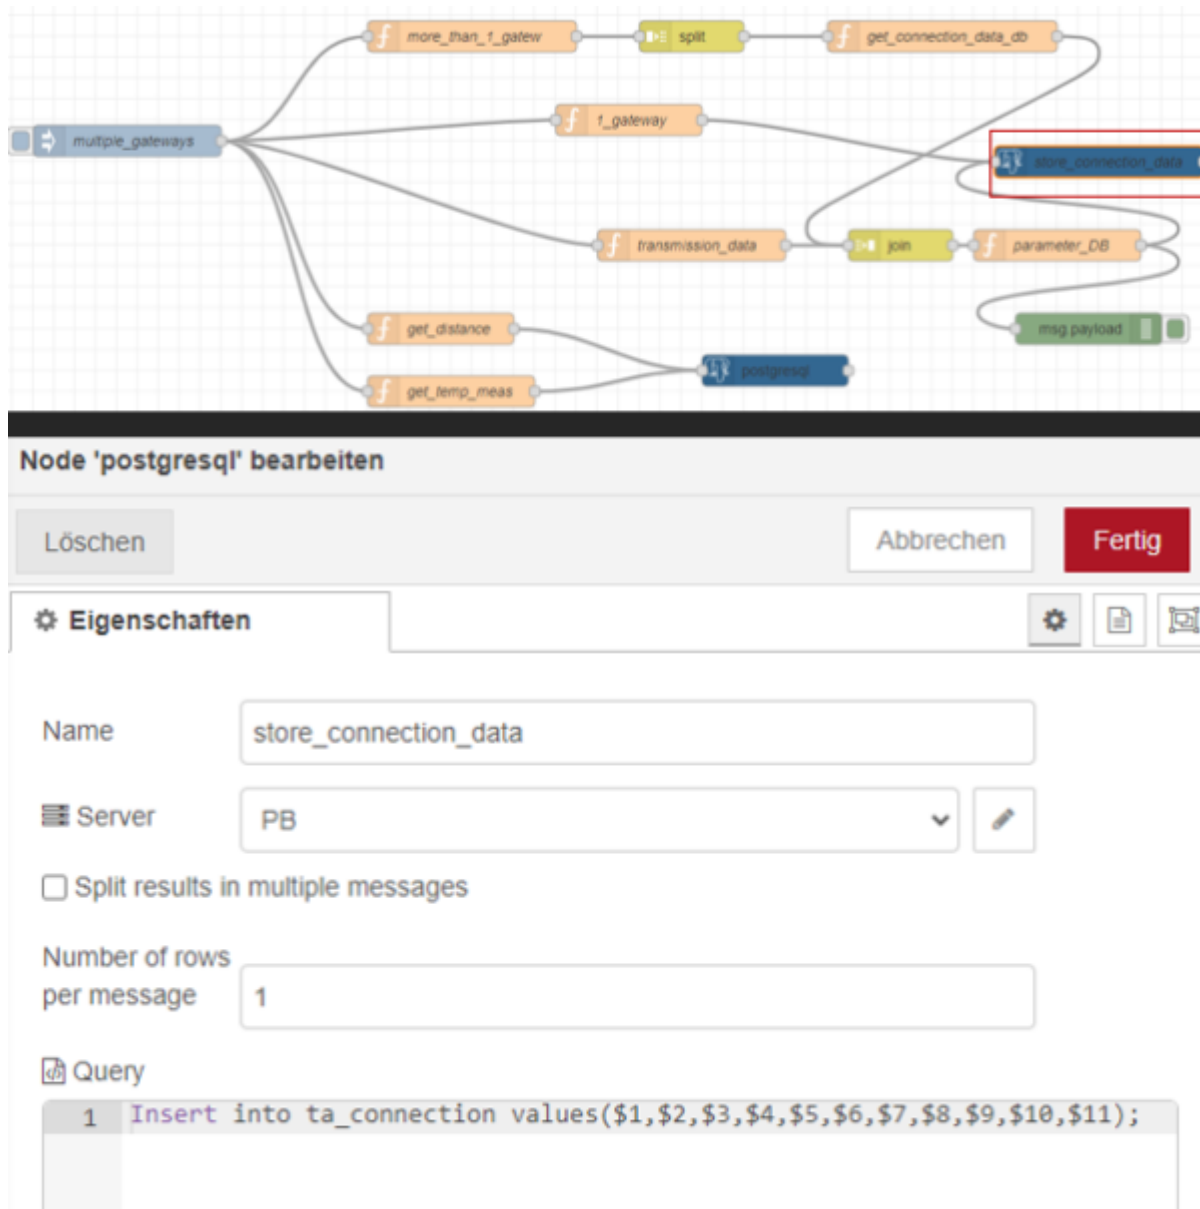 more_than_1_gatew
split
get_connection_data_db
1_gateway
multiple_gateways
store_connection_data
transmission_data
join
parameter_DB
get_distance
msg.payload
postgresql
get_temp_meas
Node 'postgresql' bearbeiten
Löschen
Abbrechen
Fertig
Eigenschaften
Name
store_connection_data
Server
PB
Split results in multiple messages
Number of rows
per message
1
Query
1 Insert into ta_connection values($1,$2,$3,$4,$5,$6,$7,$8,$9,$10,$11);